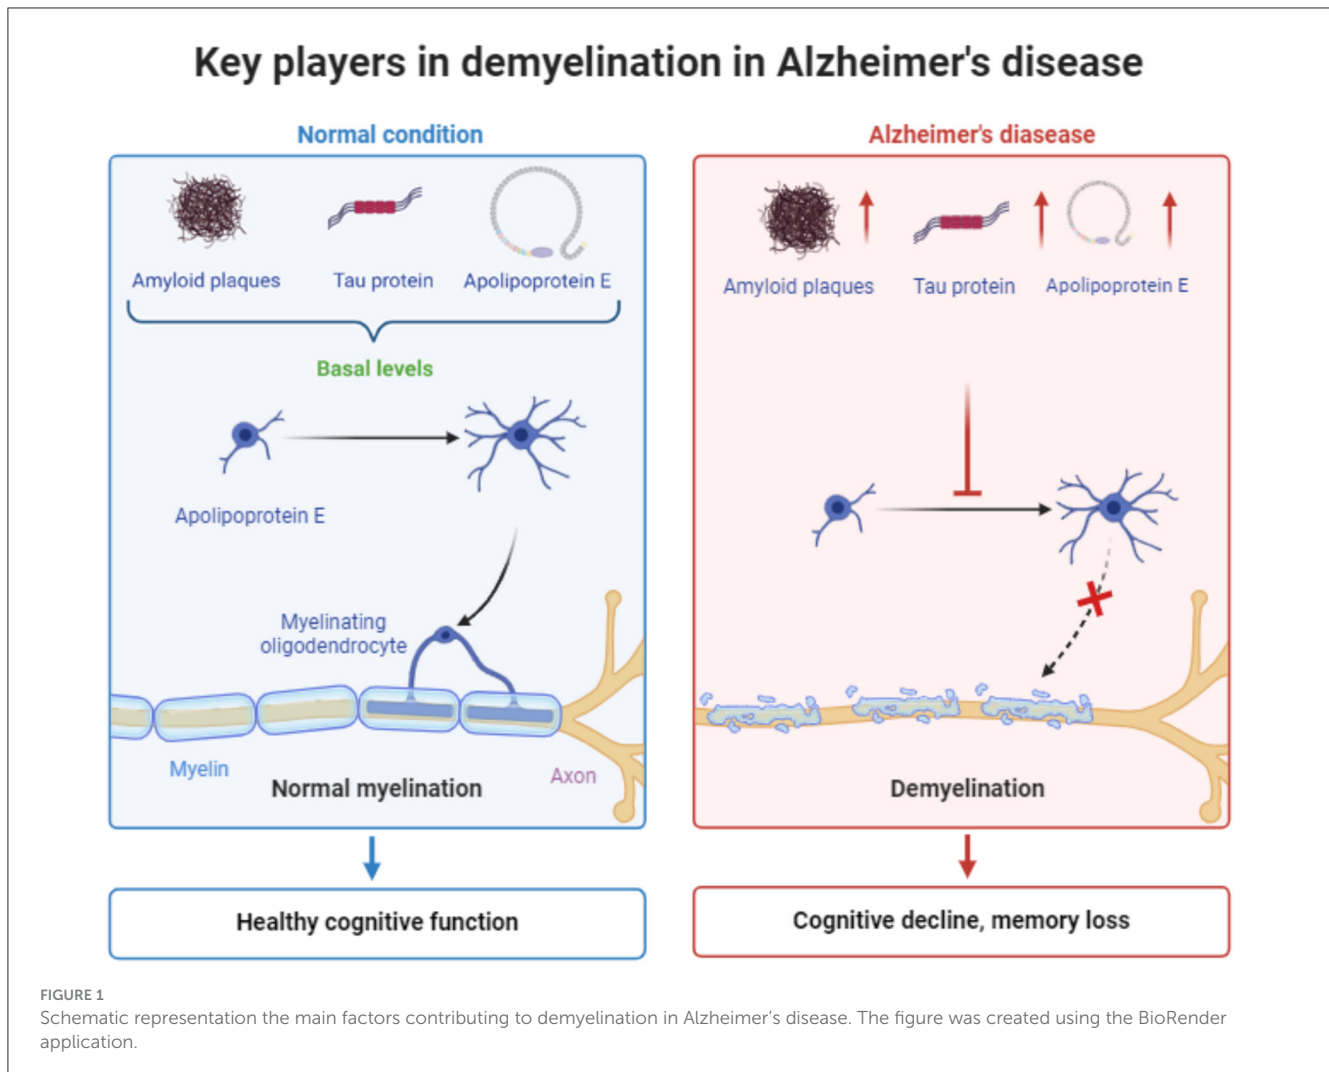 Key players in demyelination in Alzheimer's disease
Normal condition
Amyloid plaques
Tau protein
Apolipoprotein E
Basal levels
Apolipoprotein E
Myelinating
oligodendrocyte
Myelin
Axon
Normal myelination
Healthy cognitive function
Alzheimer's diasease
Amyloid plaques
Tau protein
Apolipoprotein E
Demyelination
Cognitive decline, memory loss
FIGURE 1
Schematic representation the main factors contributing to demyelination in Alzheimer's disease. The figure was created using the BioRender
application.